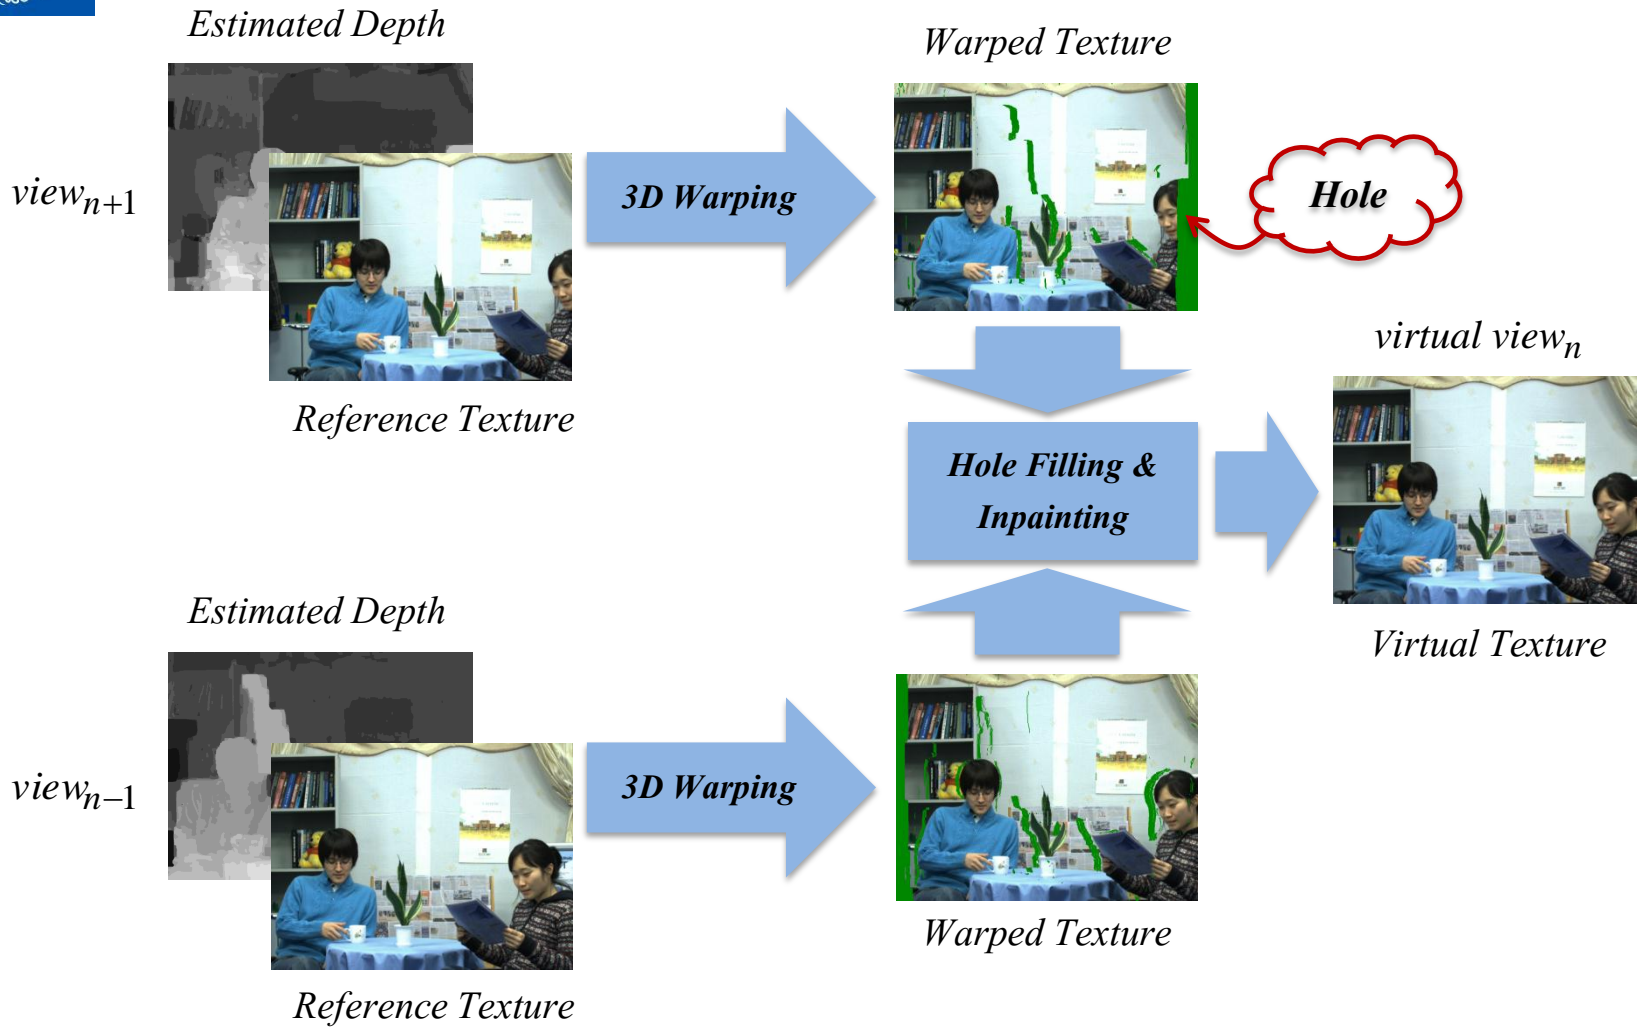 Estimated Depth
Warped Texture
view_{n+1}
3D Warping
Hole
Reference Texture
virtual view_n
Hole Filling &
Inpainting
Estimated Depth
Virtual Texture
view_{n−1}
3D Warping
Warped Texture
Reference Texture